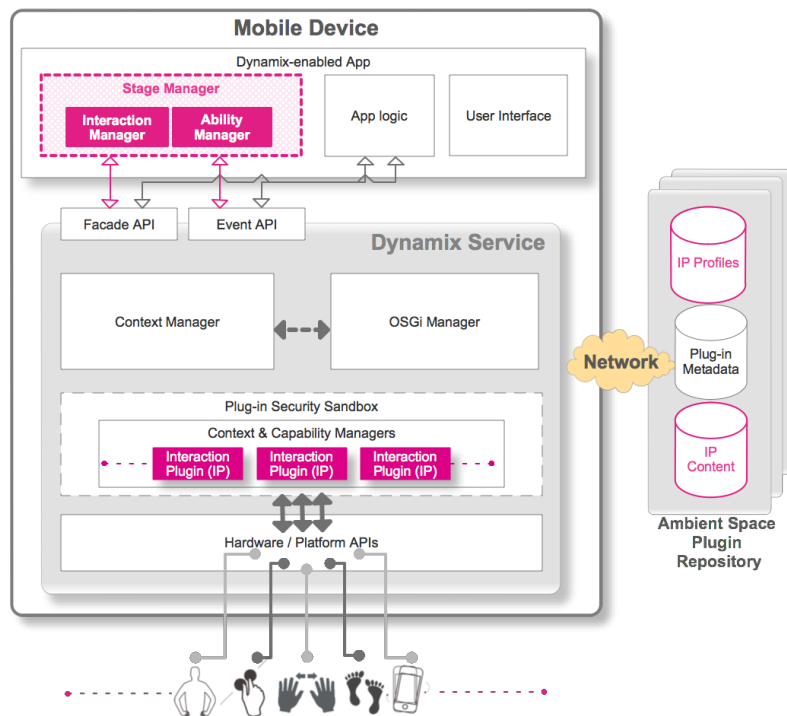 Mobile Device
Dynamix-enabled App
Stage Manager
Interaction
Manager
Ability
Manager
App logic
User Interface
Facade API
Event API
Dynamix Service
Context Manager
OSGi Manager
Plug-in Security Sandbox
Context & Capability Managers
Interaction
Plugin (IP)
Interaction
Plugin (IP)
Interaction
Plugin (IP)
Hardware / Platform APIs
Network
IP Profiles
Plug-in
Metadata
IP
Content
Ambient Space
Plugin
Repository